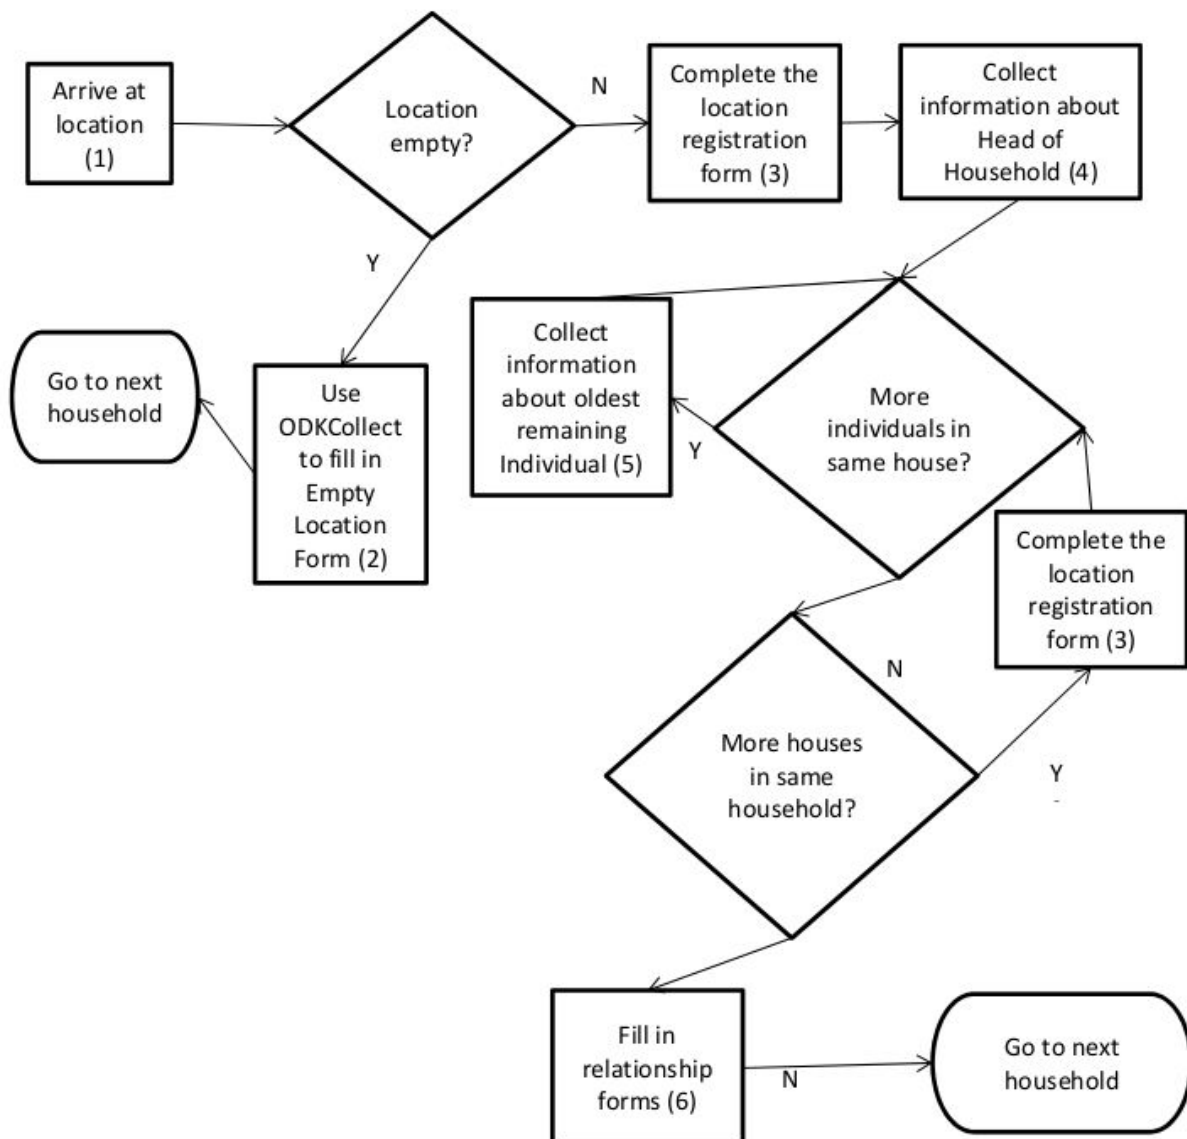 Arrive at
location
(1)
Location
empty?
N
Complete the
location
registration
form (3)
Collect
information about
Head of
Household (4)
Y
Go to next
household
Use
ODKCollect
to fill in
Empty
Location
Form (2)
Collect
information
about oldest
remaining
Individual (5)
Y
More
individuals in
same house?
Complete the
location
registration
form (3)
N
More houses
in same
household?
Y
Fill in
relationship
forms (6)
N
Go to next
household